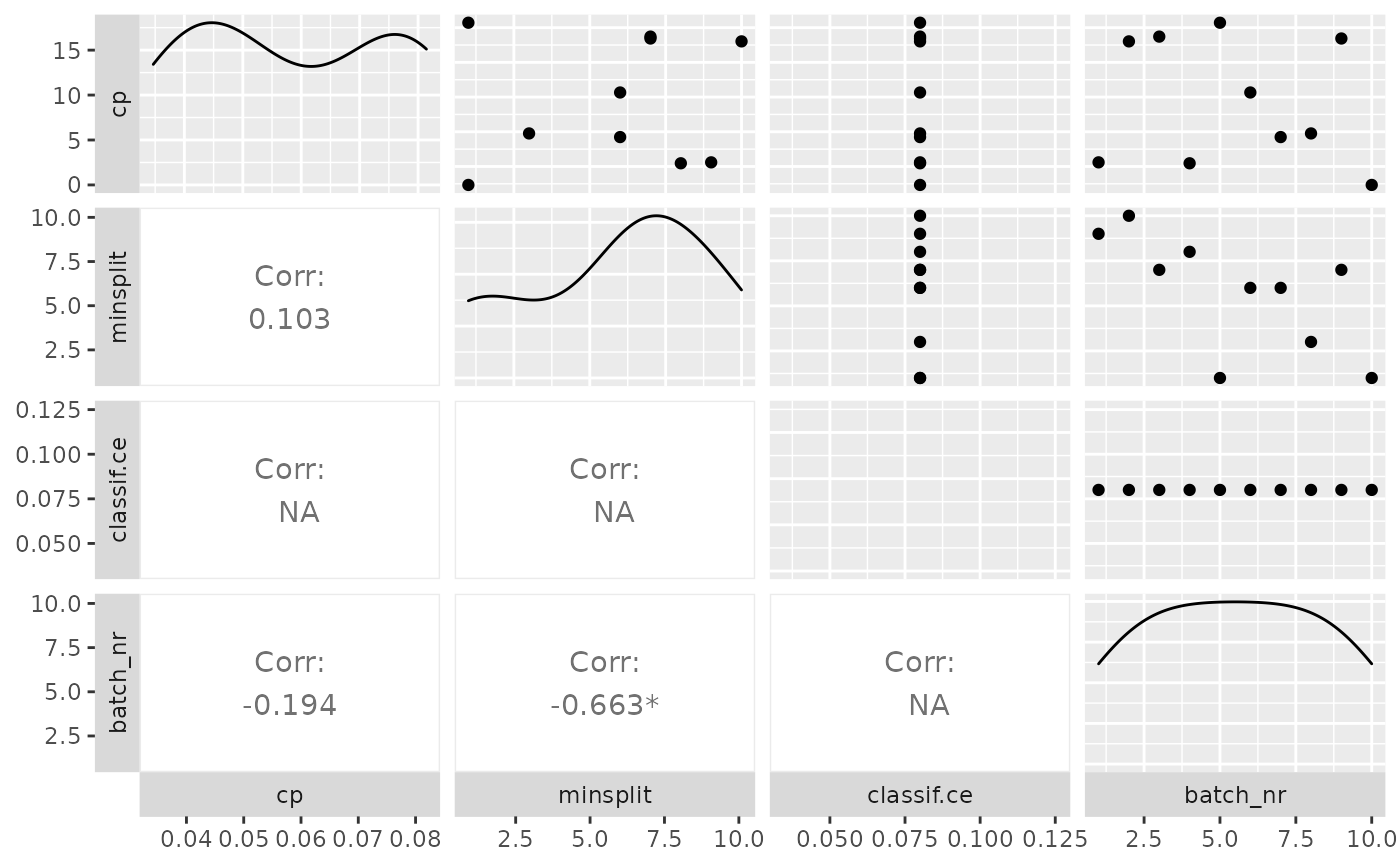 15
10
5
0
cp
10.0
7.5
5.0
2.5
minsplit
Corr:
0.103
0.125
0.100
0.075
0.050
classif.ce
Corr:
NA
Corr:
NA
10.0
7.5
5.0
2.5
batch_nr
Corr:
-0.194
Corr:
-0.663*
Corr:
NA
cp
minsplit
classif.ce
batch_nr
0.04 0.05 0.06 0.07 0.08
2.5 5.0 7.5 10.0
0.050 0.075 0.100 0.125
2.5 5.0 7.5 10.0